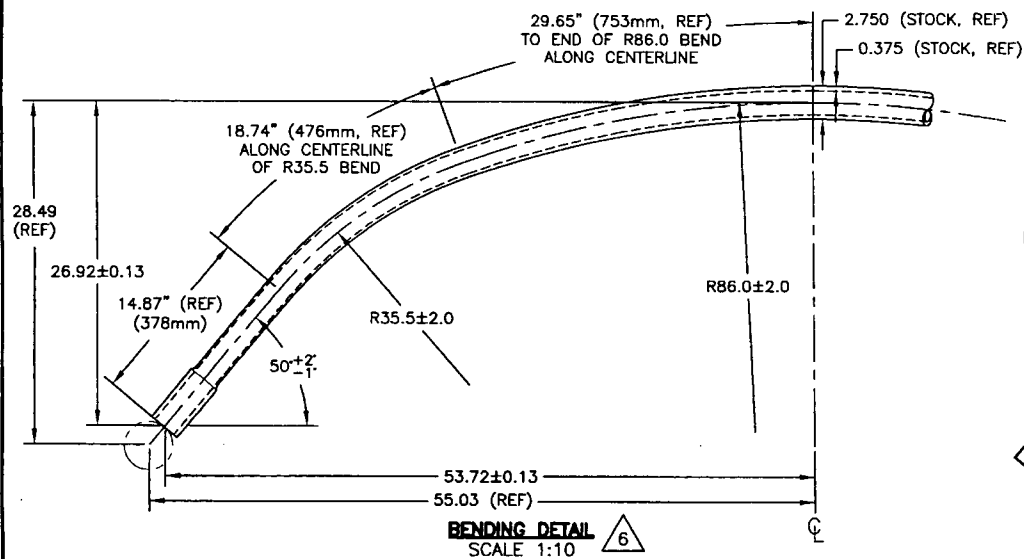 29.65" (753mm, REF)
TO END OF R86.0 BEND
ALONG CENTERLINE
2.750 (STOCK, REF)
0.375 (STOCK, REF)
18.74" (476mm, REF)
ALONG CENTERLINE
OF R35.5 BEND
28.49
(REF)
26.92±0.13
14.87" (REF)
(378mm)
R35.5±2.0
R86.0±2.0
50° +2° -1°
53.72±0.13
55.03 (REF)
BENDING DETAIL
6
SCALE 1:10
℄